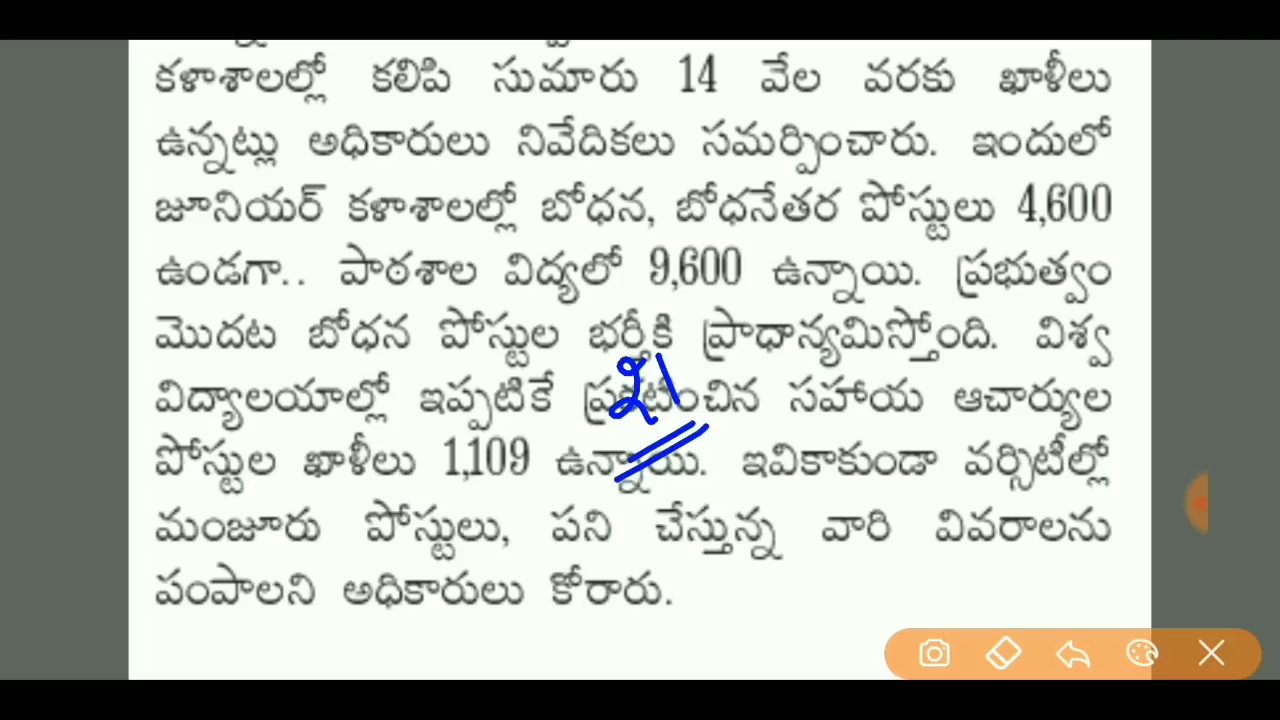 కళాశాలల్లో కలిపి సుమారు 14 వేల వరకు ఖాళీలు
ఉన్నట్లు అధికారులు నివేదికలు సమర్పించారు. ఇందులో
జూనియర్ కళాశాలల్లో బోధన, బోధనేతర పోస్టులు 4,600
ఉండగా.. పాఠశాల విద్యలో 9,600 ఉన్నాయి. ప్రభుత్వం
మొదట బోధన పోస్టుల భర్తీకి ప్రాధాన్యమిస్తోంది. విశ్వ
విద్యాలయాల్లో ఇప్పటికే ప్రకటించిన సహాయ ఆచార్యుల
పోస్టుల ఖాళీలు 1,109 ఉన్నాయి. ఇవికాకుండా వర్సిటీల్లో
మంజూరు పోస్టులు, పని చేస్తున్న వారి వివరాలను
పంపాలని అధికారులు కోరారు.
21